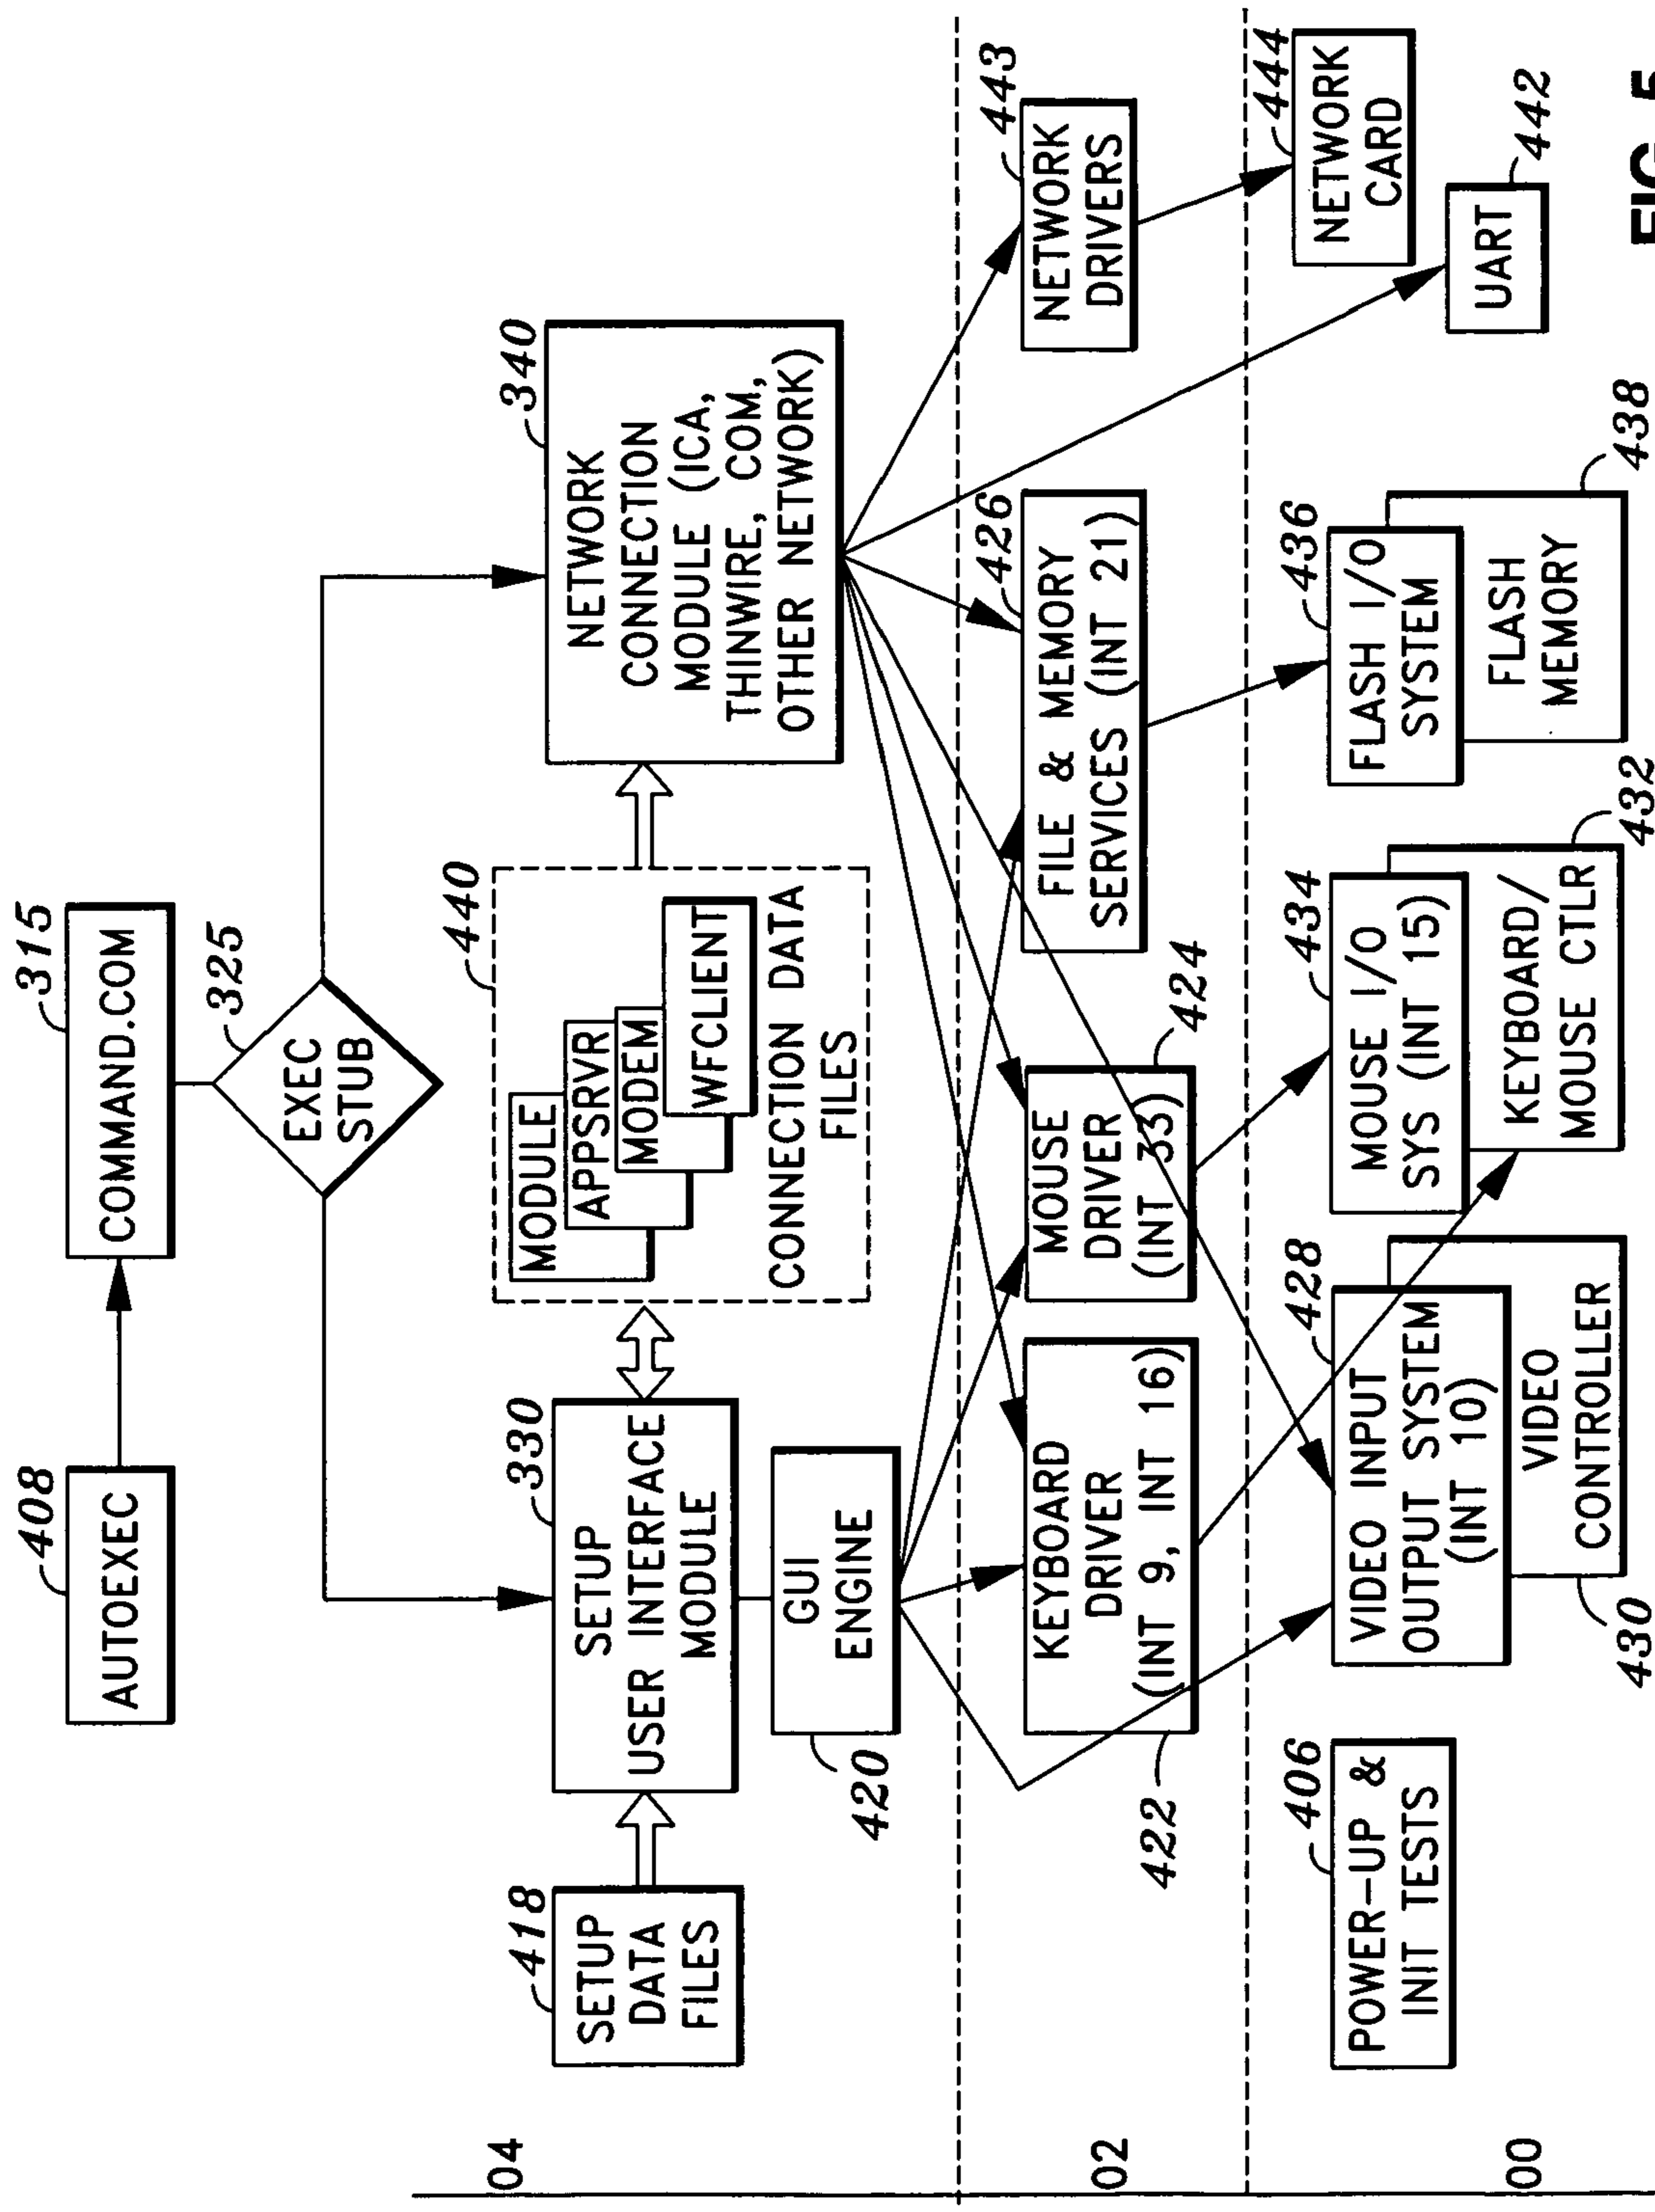 408
AUTOEXEC
315
COMMAND.COM
325
EXEC
STUB
04
418
SETUP
DATA
FILES
330
SETUP
USER INTERFACE
MODULE
420
GUI
ENGINE
440
MODULE
APPSRVR
MODEM
WFCLIENT
CONNECTION DATA
FILES
340
NETWORK
CONNECTION
MODULE (ICA,
THINWIRE, COM,
OTHER NETWORK)
02
422
KEYBOARD
DRIVER
(INT 9, INT 16)
424
MOUSE
DRIVER
(INT 33)
426
FILE & MEMORY
SERVICES (INT 21)
443
NETWORK
DRIVERS
00
406
POWER-UP &
INIT TESTS
428
VIDEO INPUT
OUTPUT SYSTEM
(INT 10)
430
VIDEO
CONTROLLER
434
MOUSE I/O
SYS (INT 15)
432
KEYBOARD/
MOUSE CTLR
436
FLASH I/O
SYSTEM
438
FLASH
MEMORY
444
NETWORK
CARD
442
UART